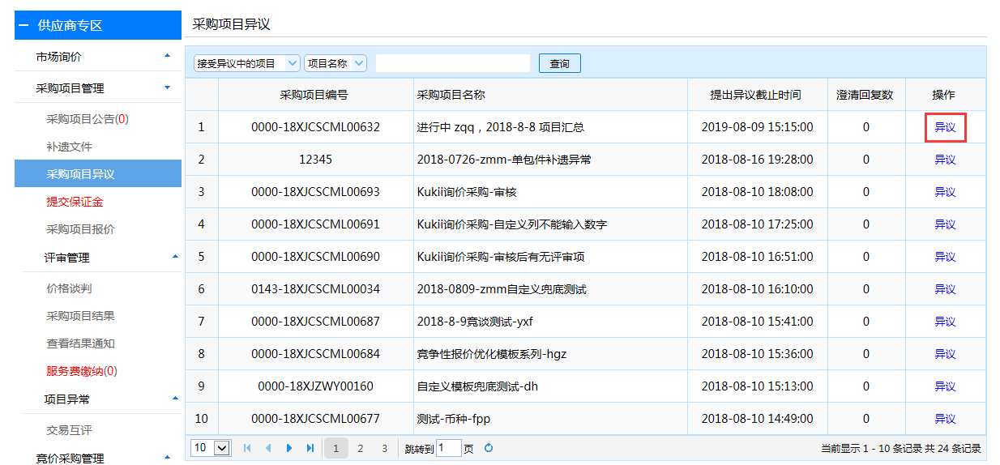 供应商专区
市场询价
采购项目管理
采购项目公告(0)
补遗文件
采购项目异议
提交保证金
采购项目报价
评审管理
价格谈判
采购项目结果
查看结果通知
服务费缴纳(0)
项目异常
交易互评
竞价采购管理
采购项目异议
接受异议中的项目 项目名称 查询
采购项目编号 采购项目名称 提出异议截止时间 澄清回复数 操作
1 0000-18XJCSCML00632 进行中 zqq，2018-8-8 项目汇总 2019-08-09 15:15:00 0 异议
2 12345 2018-0726-zmm-单包件补遗异常 2018-08-16 19:28:00 0 异议
3 0000-18XJCSCML00693 Kukii询价采购-审核 2018-08-10 18:08:00 0 异议
4 0000-18XJCSCML00691 Kukii询价采购-自定义列不能输入数字 2018-08-10 17:25:00 0 异议
5 0000-18XJCSCML00690 Kukii询价采购-审核后有无评审项 2018-08-10 16:51:00 0 异议
6 0143-18XJCSCML00034 2018-0809-zmm自定义兜底测试 2018-08-10 16:10:00 0 异议
7 0000-18XJCSCML00687 2018-8-9竞谈测试-yxf 2018-08-10 15:41:00 0 异议
8 0000-18XJCSCML00684 竞争性报价优化模板系列-hgz 2018-08-10 15:36:00 0 异议
9 0000-18XJZWY00160 自定义模板兜底测试-dh 2018-08-10 15:13:00 0 异议
10 0000-18XJCSCML00677 测试-币种-fpp 2018-08-10 14:49:00 0 异议
10 1 2 3 跳转到 1 页 当前显示 1 - 10 条记录 共 24 条记录